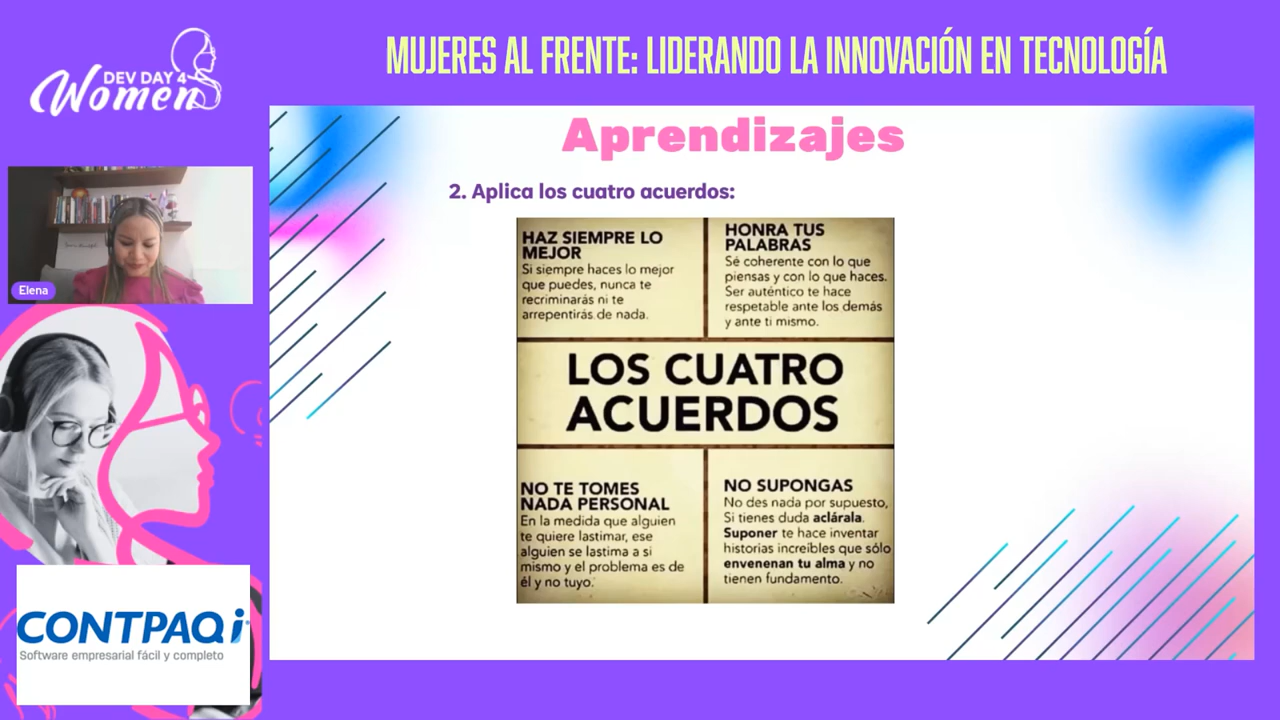 DEV DAY 4
Women
MUJERES AL FRENTE: LIDERANDO LA INNOVACIÓN EN TECNOLOGÍA
Elena
CONTPAQi
Software empresarial fácil y completo
Aprendizajes
2. Aplica los cuatro acuerdos:
HAZ SIEMPRE LO
MEJOR
Si siempre haces lo mejor
que puedes, nunca te
recriminarás ni te
arrepentirás de nada.
HONRA TUS
PALABRAS
Sé coherente con lo que
piensas y con lo que haces.
Ser auténtico te hace
respetable ante los demás
y ante ti mismo.
LOS CUATRO
ACUERDOS
NO TE TOMES
NADA PERSONAL
En la medida que alguien
te quiere lastimar, ese
alguien se lastima a si
mismo y el problema es de
él y no tuyo.
NO SUPONGAS
No des nada por supuesto,
Si tienes duda aclárala.
Suponer te hace inventar
historias increíbles que sólo
envenenan tu alma y no
tienen fundamento.